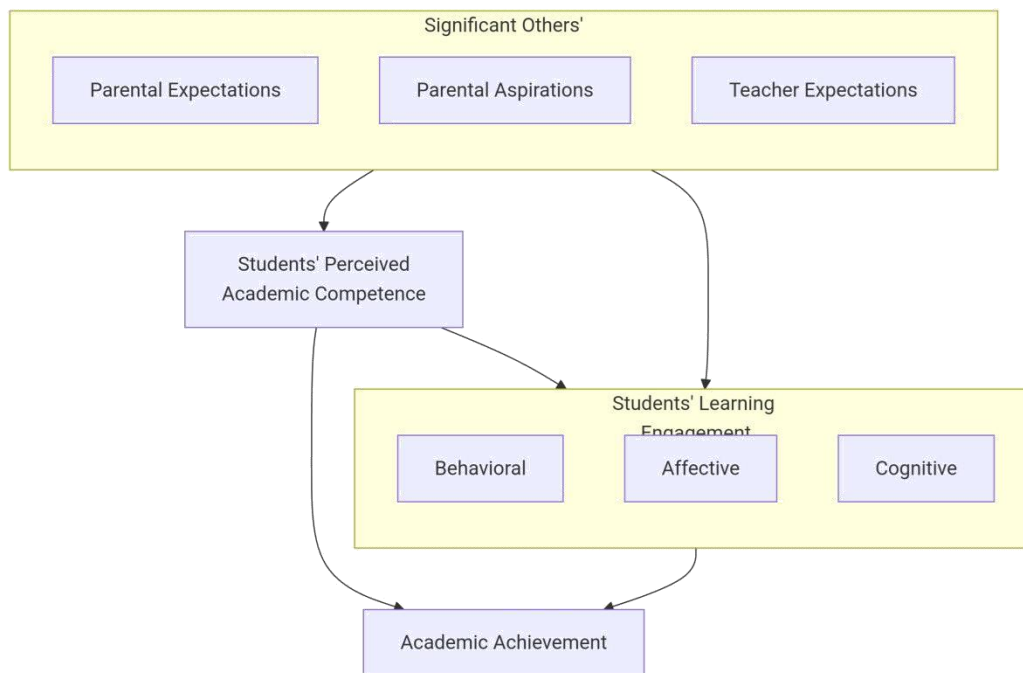 Significant Others'
Parental Expectations
Parental Aspirations
Teacher Expectations
Students' Perceived
Academic Competence
Students' Learning
Engagement
Behavioral
Affective
Cognitive
Academic Achievement